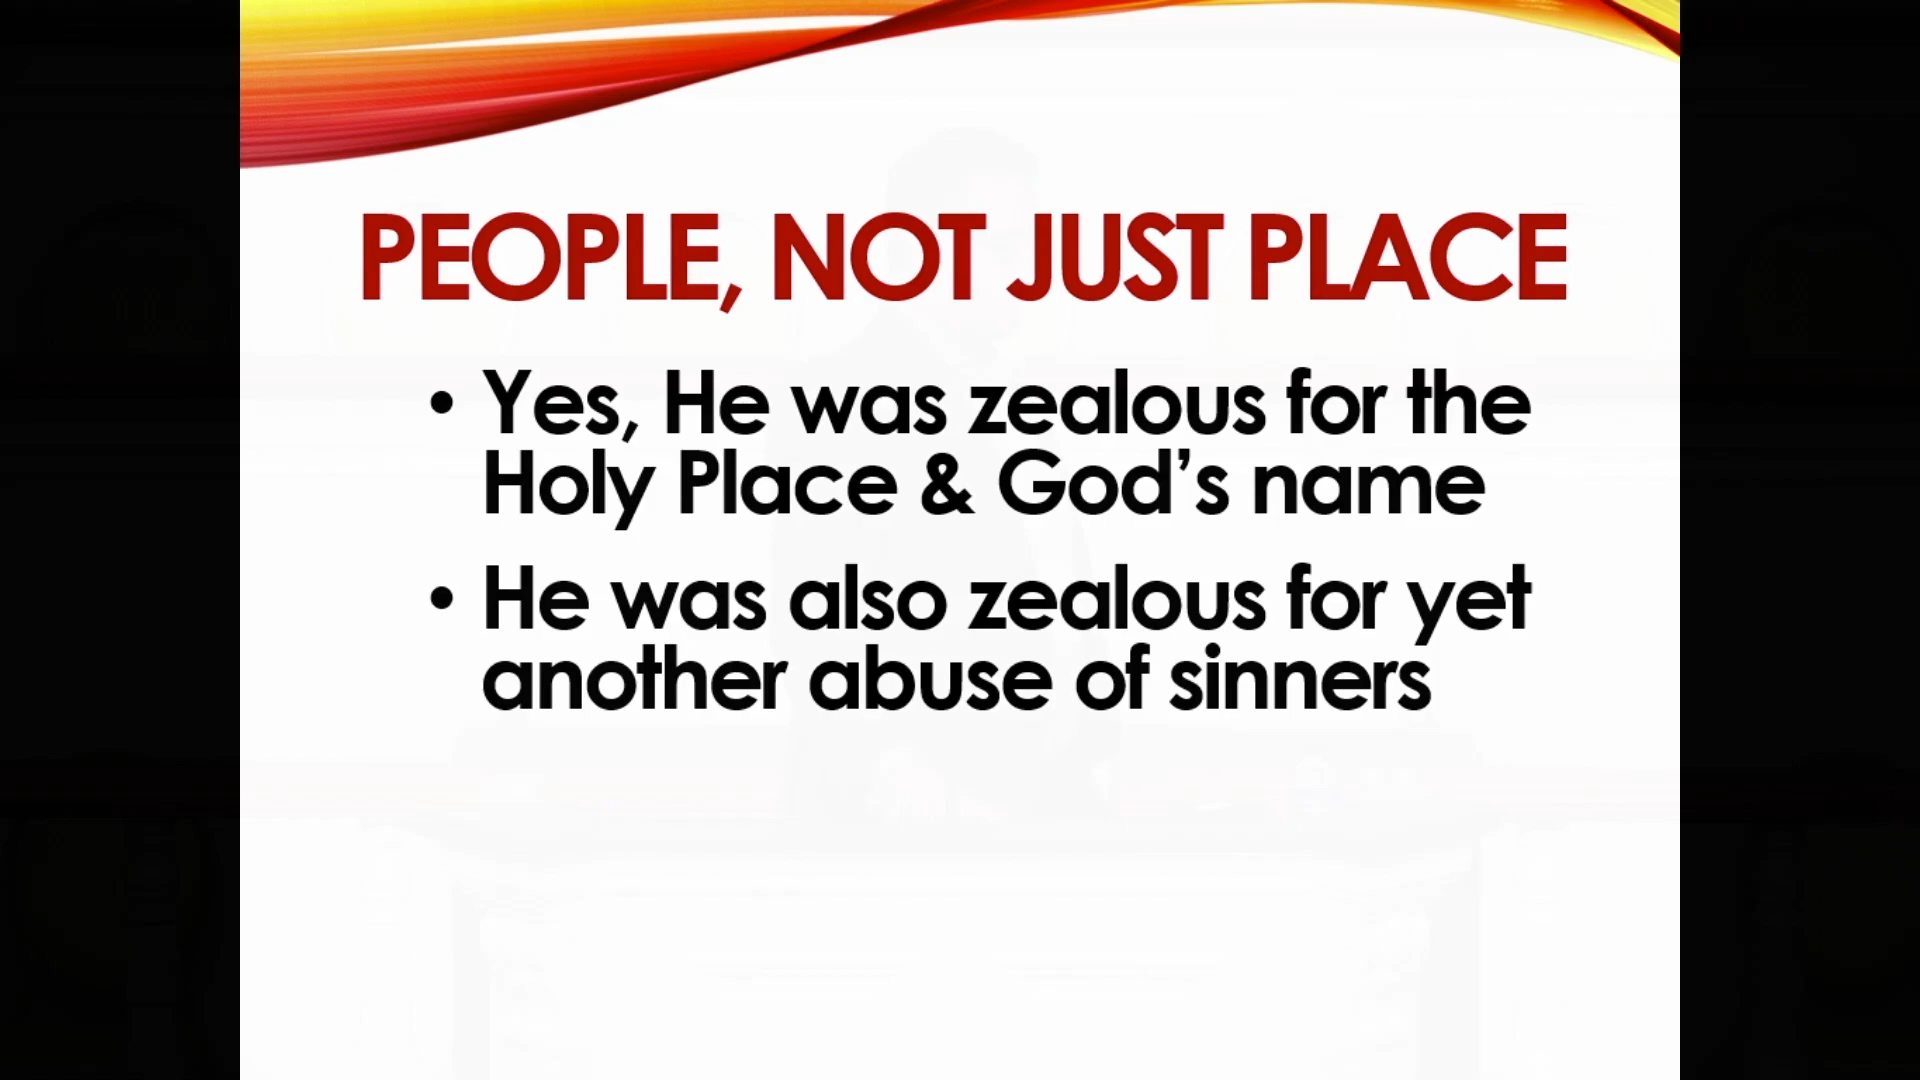 PEOPLE, NOT JUST PLACE
• Yes, He was zealous for the
Holy Place & God’s name
• He was also zealous for yet
another abuse of sinners